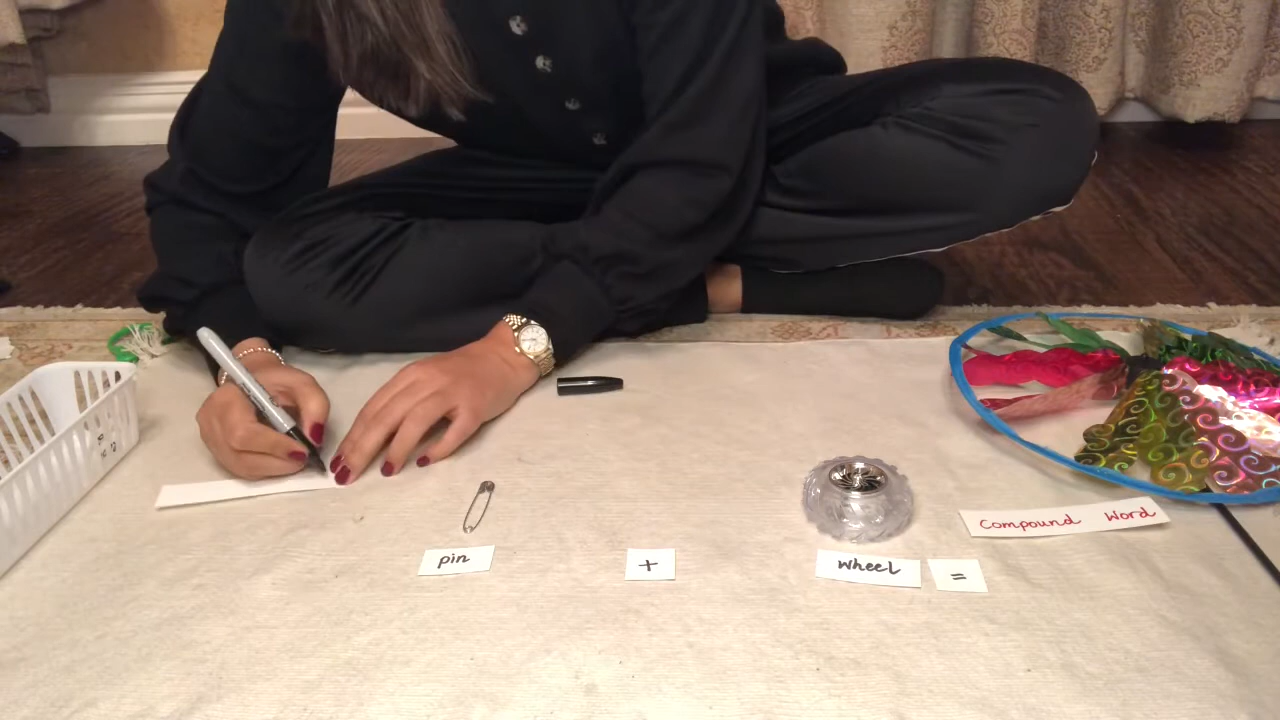 Compound Word
pin + wheel =